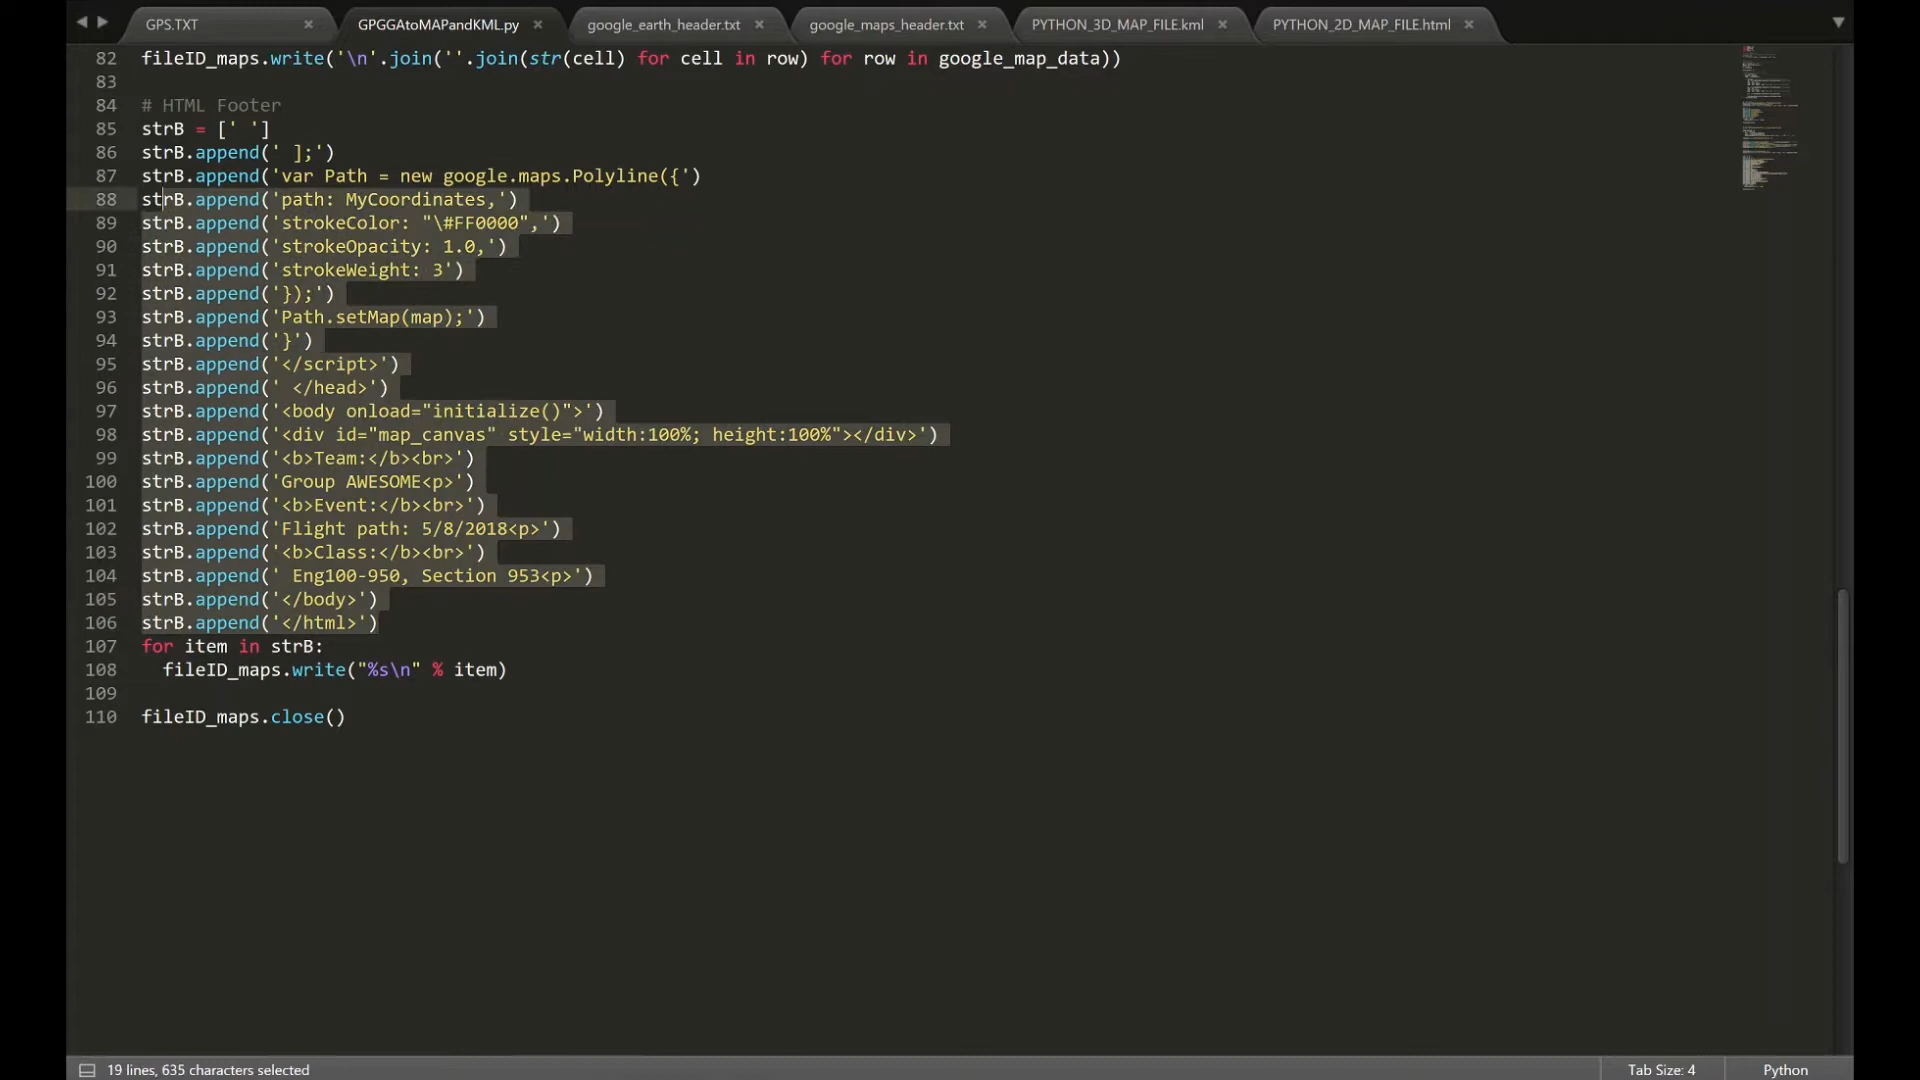 GPS.TXT × GPGGAtoMAPandKML.py × google_earth_header.txt × google_maps_header.txt × PYTHON_3D_MAP_FILE.kml × PYTHON_2D_MAP_FILE.html ×
82 fileID_maps.write('\n'.join(''.join(str(cell) for cell in row) for row in google_map_data))
83
84 # HTML Footer
85 strB = [' ']
86 strB.append(' ];')
87 strB.append('var Path = new google.maps.Polyline({')
88 strB.append('path: MyCoordinates,')
89 strB.append('strokeColor: "\#FF0000",')
90 strB.append('strokeOpacity: 1.0,')
91 strB.append('strokeWeight: 3')
92 strB.append('});')
93 strB.append('Path.setMap(map);')
94 strB.append('}')
95 strB.append('</script>')
96 strB.append(' </head>')
97 strB.append('<body onload="initialize()">')
98 strB.append('<div id="map_canvas" style="width:100%; height:100%"></div>')
99 strB.append('<b>Team:</b><br>')
100 strB.append('Group AWESOME<p>')
101 strB.append('<b>Event:</b><br>')
102 strB.append('Flight path: 5/8/2018<p>')
103 strB.append('<b>Class:</b><br>')
104 strB.append(' Eng100-950, Section 953<p>')
105 strB.append('</body>')
106 strB.append('</html>')
107 for item in strB:
108 fileID_maps.write("%s\n" % item)
109
110 fileID_maps.close()
19 lines, 635 characters selected Tab Size: 4 Python